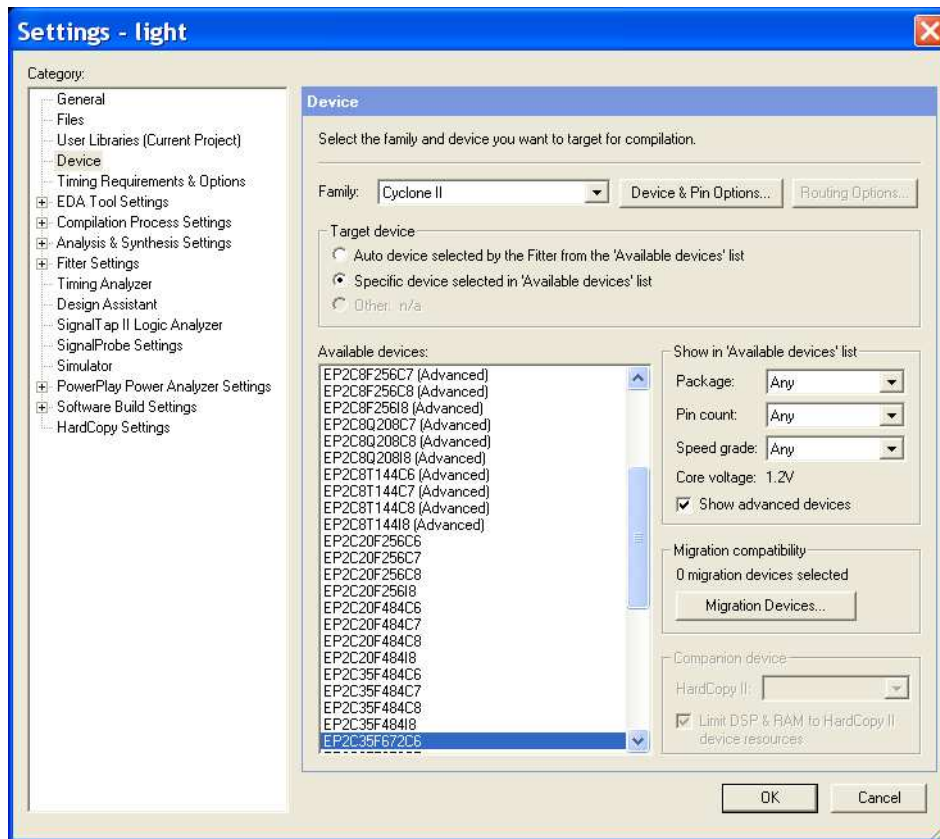 Settings - light
Category:
General
Files
User Libraries (Current Project)
Device
Timing Requirements & Options
EDA Tool Settings
Compilation Process Settings
Analysis & Synthesis Settings
Fitter Settings
Timing Analyzer
Design Assistant
SignalTap II Logic Analyzer
SignalProbe Settings
Simulator
PowerPlay Power Analyzer Settings
Software Build Settings
HardCopy Settings
Device
Select the family and device you want to target for compilation.
Family: Cyclone II Device & Pin Options... Routing Options...
Target device
Auto device selected by the Fitter from the 'Available devices' list
Specific device selected in 'Available devices' list
Other: n/a
Available devices:
EP2C8F256C7 (Advanced)
EP2C8F256C8 (Advanced)
EP2C8F256I8 (Advanced)
EP2C8Q208C7 (Advanced)
EP2C8Q208C8 (Advanced)
EP2C8Q208I8 (Advanced)
EP2C8T144C6 (Advanced)
EP2C8T144C7 (Advanced)
EP2C8T144C8 (Advanced)
EP2C8T144I8 (Advanced)
EP2C20F256C6
EP2C20F256C7
EP2C20F256C8
EP2C20F256I8
EP2C20F484C6
EP2C20F484C7
EP2C20F484C8
EP2C20F484I8
EP2C35F484C6
EP2C35F484C7
EP2C35F484C8
EP2C35F484I8
EP2C35F672C6
Show in 'Available devices' list
Package: Any
Pin count: Any
Speed grade: Any
Core voltage: 1.2V
Show advanced devices
Migration compatibility
0 migration devices selected
Migration Devices...
Companion device
HardCopy II:
Limit DSP & RAM to HardCopy II
device resources
OK Cancel